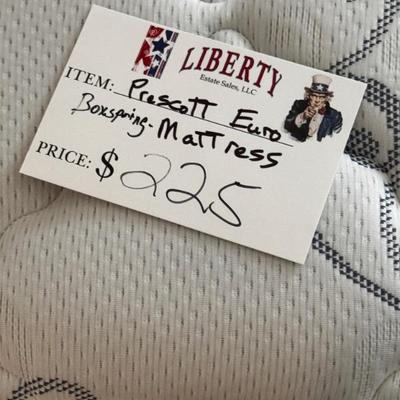 LIBERTY
Estate Sales, LLC
ITEM: Prescott Euro
Boxspring - Mattress
PRICE: $ 225